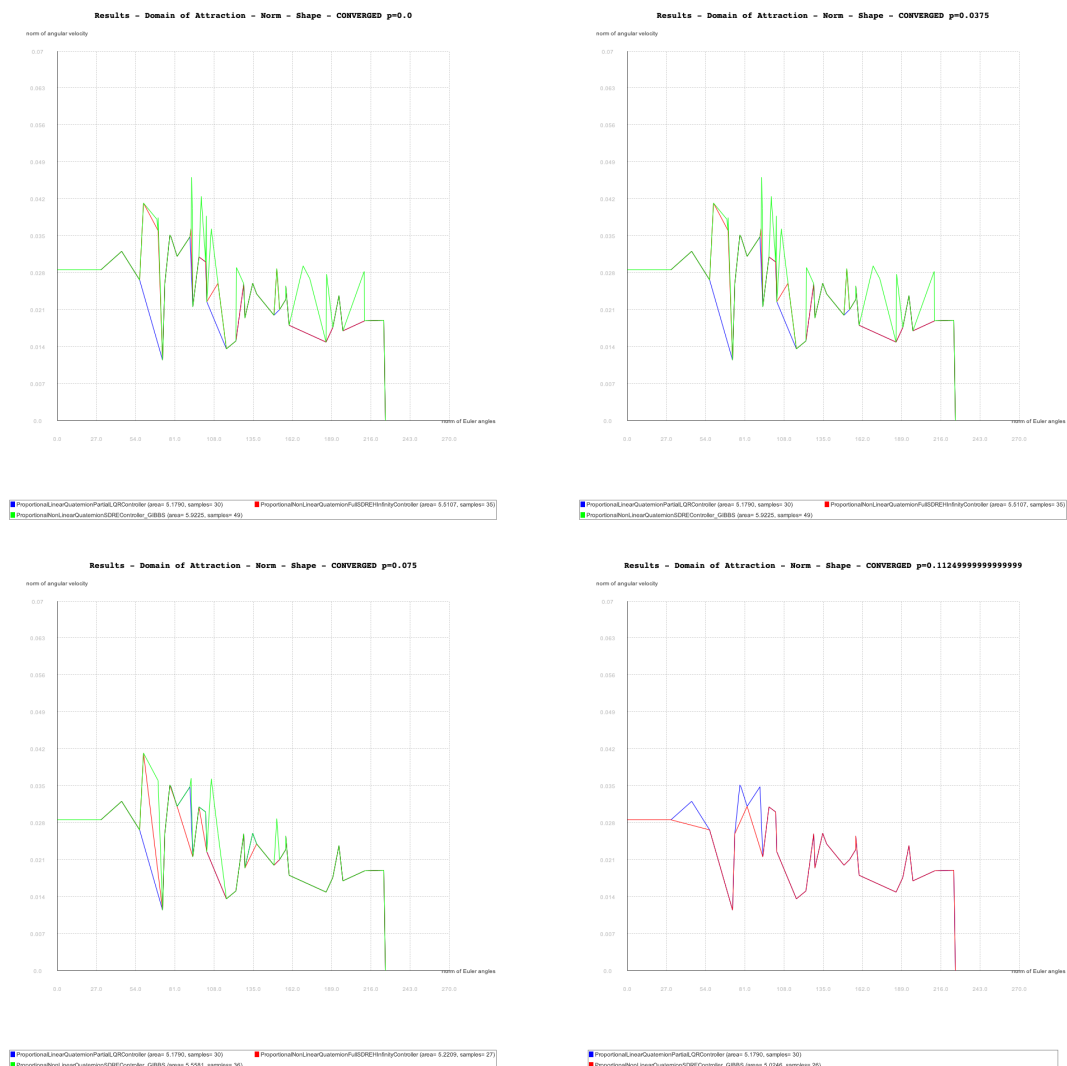 Results - Domain of Attraction - Norm - Shape - CONVERGED p=0.0
norm of angular velocity
0.07
0.063
0.056
0.049
0.042
0.035
0.028
0.021
0.014
0.007
0.0
norm of Euler angles
0.0 27.0 54.0 81.0 108.0 135.0 162.0 189.0 216.0 243.0 270.0
ProportionalLinearQuaternionPartialLQRController (area= 5.1790, samples= 30) ProportionalNonLinearQuaternionFullSDREHInfinityController (area= 5.5107, samples= 35)
ProportionalNonLinearQuaternionSDREController_GIBBS (area= 5.9225, samples= 49)
Results - Domain of Attraction - Norm - Shape - CONVERGED p=0.0375
norm of angular velocity
0.07
0.063
0.056
0.049
0.042
0.035
0.028
0.021
0.014
0.007
0.0
norm of Euler angles
0.0 27.0 54.0 81.0 108.0 135.0 162.0 189.0 216.0 243.0 270.0
ProportionalLinearQuaternionPartialLQRController (area= 5.1790, samples= 30) ProportionalNonLinearQuaternionFullSDREHInfinityController (area= 5.5107, samples= 35)
ProportionalNonLinearQuaternionSDREController_GIBBS (area= 5.9225, samples= 49)
Results - Domain of Attraction - Norm - Shape - CONVERGED p=0.075
norm of angular velocity
0.07
0.063
0.056
0.049
0.042
0.035
0.028
0.021
0.014
0.007
0.0
norm of Euler angles
0.0 27.0 54.0 81.0 108.0 135.0 162.0 189.0 216.0 243.0 270.0
ProportionalLinearQuaternionPartialLQRController (area= 5.1790, samples= 30) ProportionalNonLinearQuaternionFullSDREHInfinityController (area= 5.2209, samples= 27)
ProportionalNonLinearQuaternionSDREController_GIBBS (area= 5.5581, samples= 36)
Results - Domain of Attraction - Norm - Shape - CONVERGED p=0.11249999999999999
norm of angular velocity
0.07
0.063
0.056
0.049
0.042
0.035
0.028
0.021
0.014
0.007
0.0
norm of Euler angles
0.0 27.0 54.0 81.0 108.0 135.0 162.0 189.0 216.0 243.0 270.0
ProportionalLinearQuaternionPartialLQRController (area= 5.1790, samples= 30)
ProportionalNonLinearQuaternionFullSDREHInfinityController (area= 5.0246, samples= 26)